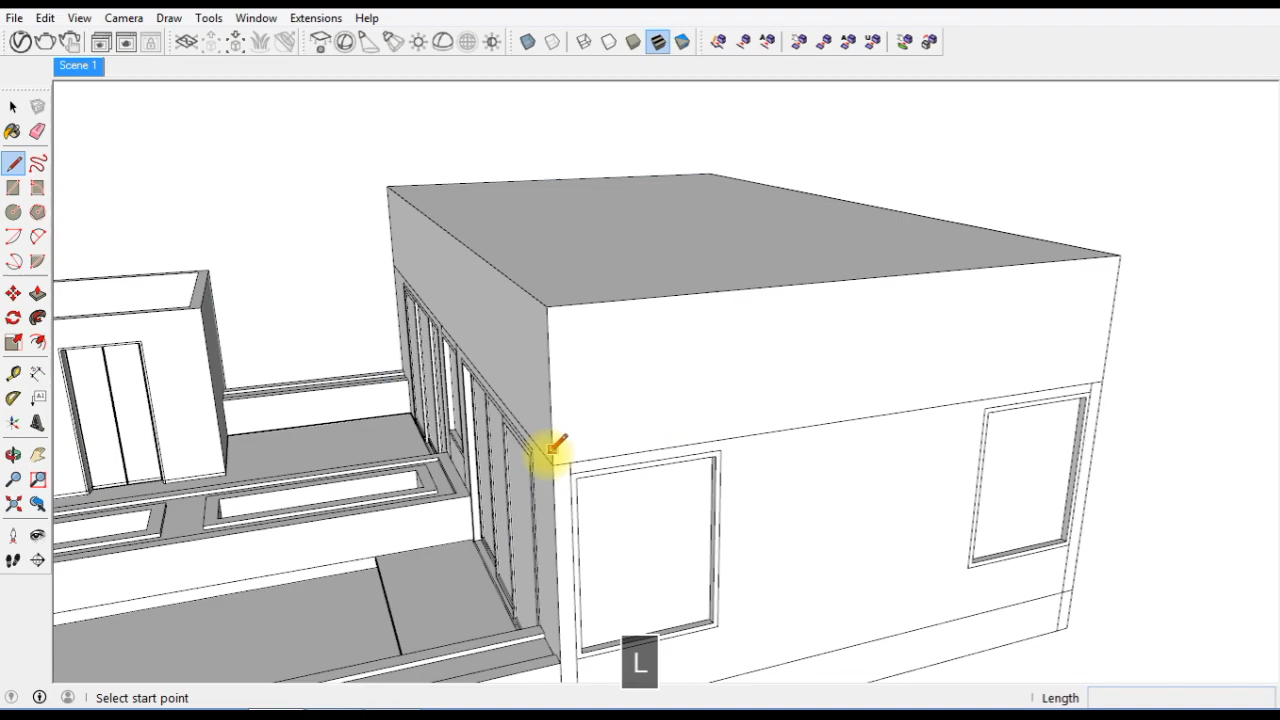 File Edit View Camera Draw Tools Window Extensions Help
Scene 1
L
Select start point
Length